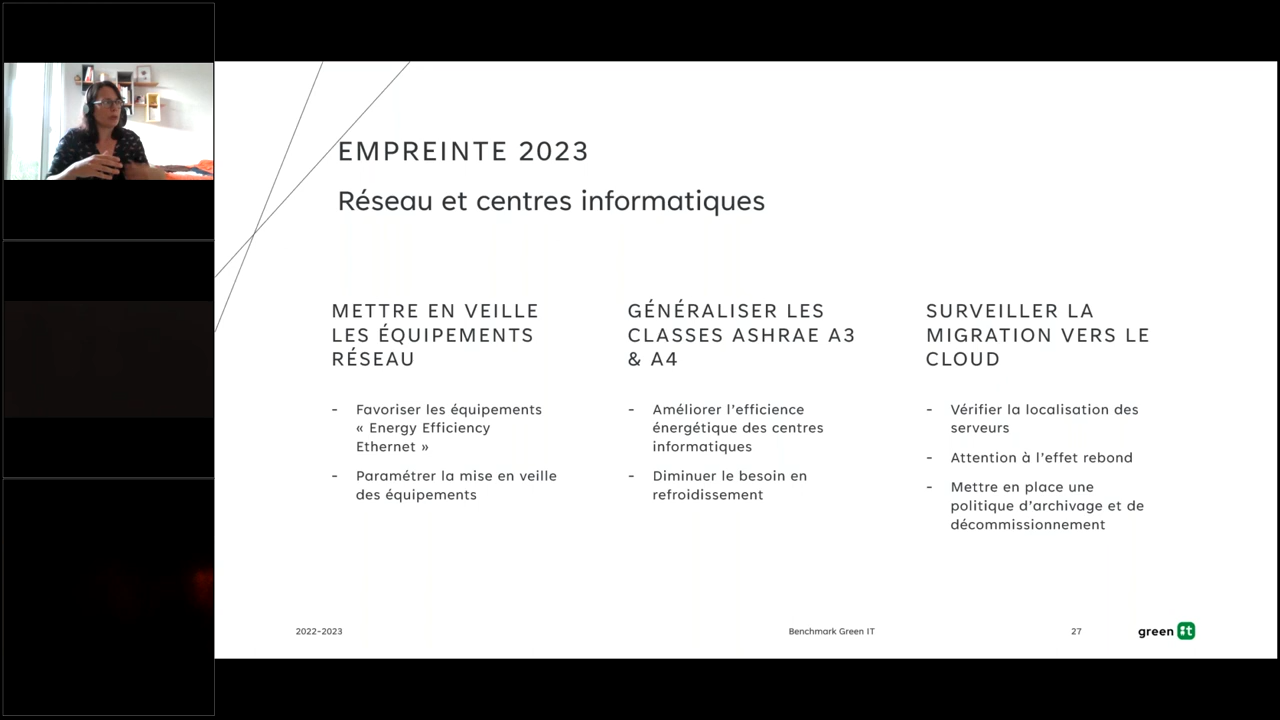 EMPREINTE 2023
Réseau et centres informatiques
METTRE EN VEILLE
LES ÉQUIPEMENTS
RÉSEAU
- Favoriser les équipements
« Energy Efficiency
Ethernet »
- Paramétrer la mise en veille
des équipements
GÉNÉRALISER LES
CLASSES ASHRAE A3
& A4
- Améliorer l’efficience
énergétique des centres
informatiques
- Diminuer le besoin en
refroidissement
SURVEILLER LA
MIGRATION VERS LE
CLOUD
- Vérifier la localisation des
serveurs
- Attention à l’effet rebond
- Mettre en place une
politique d’archivage et de
décommissionnement
2022-2023
Benchmark Green IT
27
green it